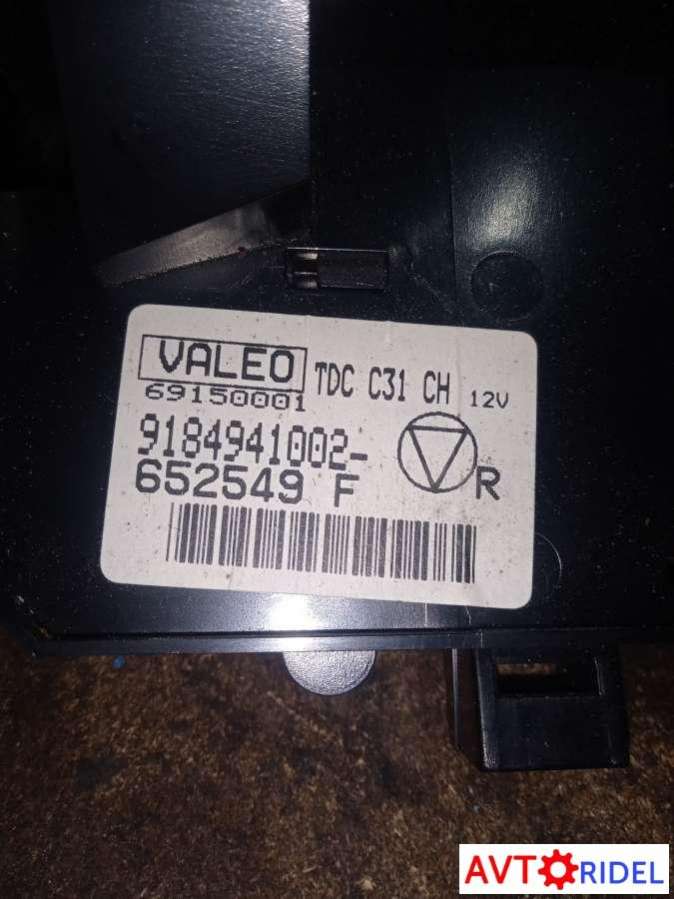 VALEO TDC C31 CH 12V
69150001
9184941002-
652549 F R
AVTORIDEL